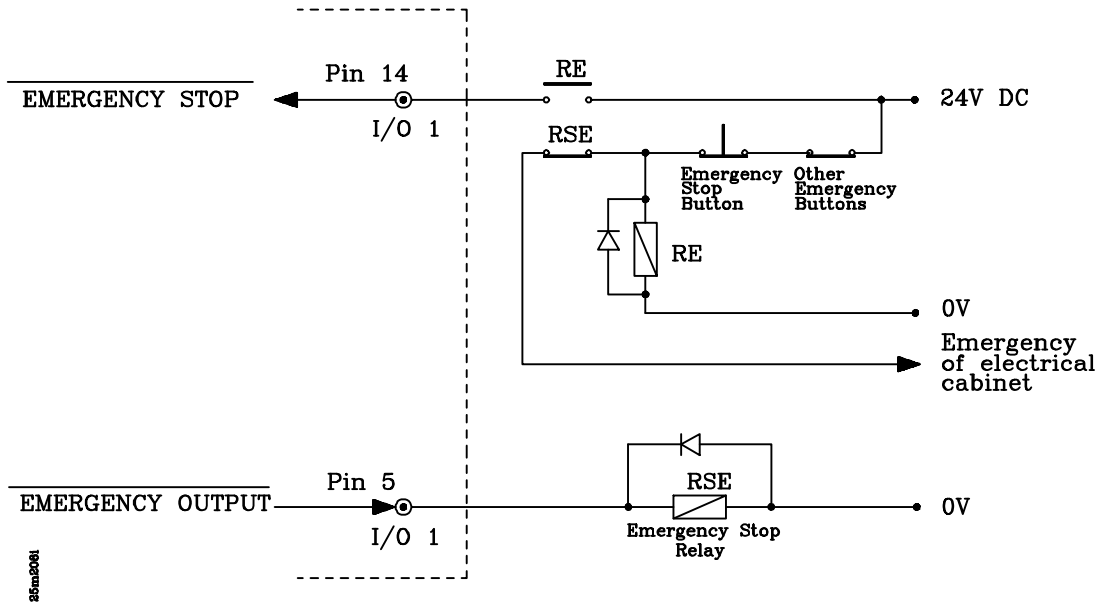 Pin 14
RE
EMERGENCY STOP
24V DC
I/O 1
RSE
Emergency Stop Button
Other Emergency Buttons
RE
0V
Emergency of electrical cabinet
Pin 5
RSE
EMERGENCY OUTPUT
0V
I/O 1
Emergency Stop
Relay
25m2061